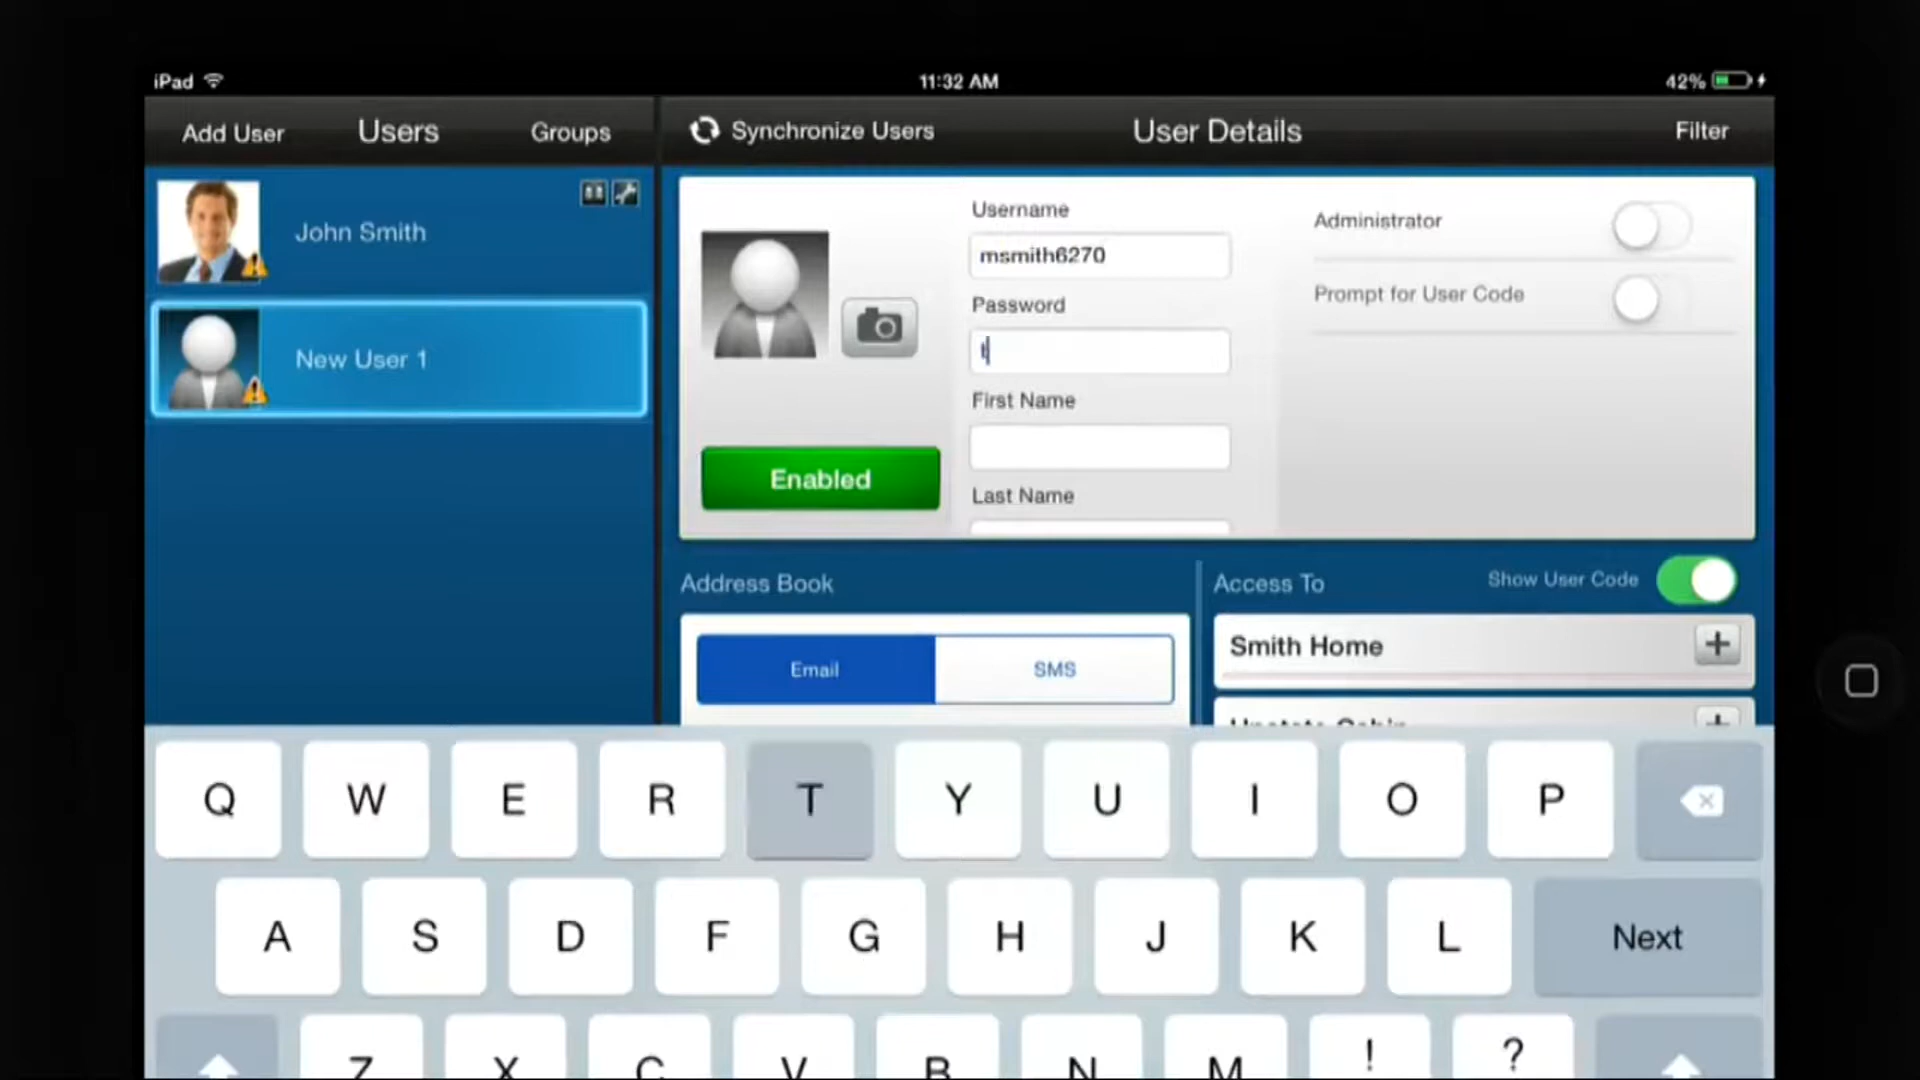 iPad
11:32 AM
42%
Add User
Users
Groups
Synchronize Users
User Details
Filter
John Smith
New User 1
Username
msmith6270
Password
t
First Name
Last Name
Enabled
Administrator
Prompt for User Code
Address Book
Email
SMS
Access To
Show User Code
Smith Home
Upstate Cabin
Q W E R T Y U I O P
A S D F G H J K L Next
Z X C V B N M ! ?